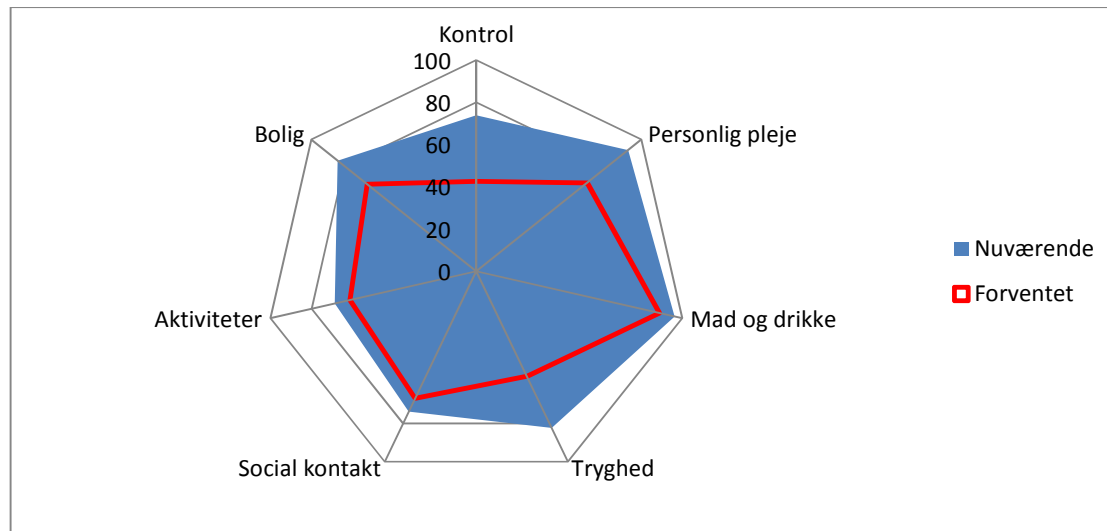 Kontrol
100
80
60
40
20
0
Personlig pleje
Mad og drikke
Tryghed
Social kontakt
Aktiviteter
Bolig
Nuværende
Forventet